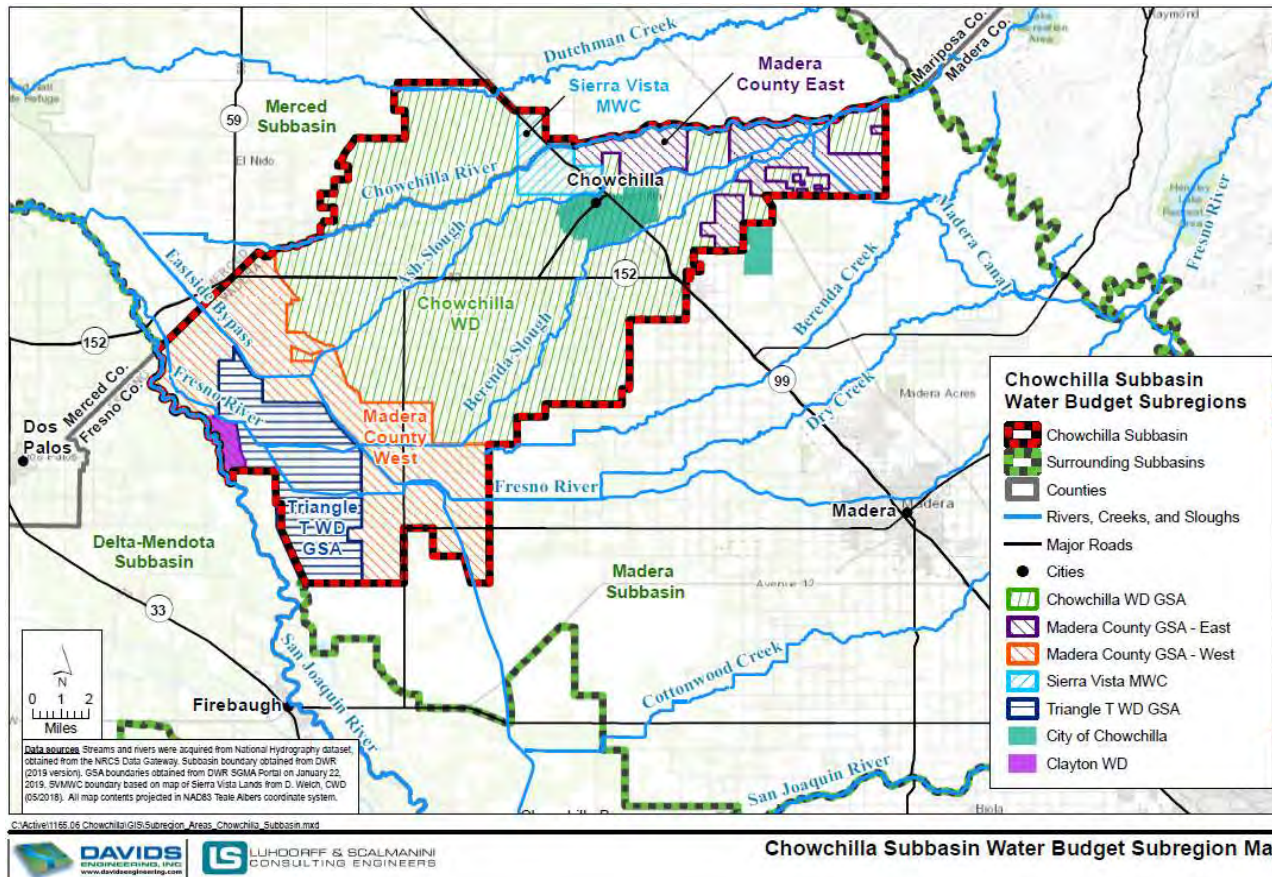 Dutchman Creek
Mariposa Co.
Madera Co.
Raymond
Lake
Recreation
Area
Merced
Subbasin
59
El Nido
Sierra Vista
MWC
Madera
County East
Chowchilla River
Chowchilla
Ash Slough
152
Eastside Bypass
Chowchilla
WD
Berenda Slough
Berenda Creek
Madera Canal
Fresno River
152
Merced Co.
Fresno Co.
Fresno River
Dos
Palos
Madera
County
West
99
Dry Creek
Madera Acres
Fresno River
Madera
Madera
Triangle
T WD
GSA
Delta-Mendota
Subbasin
Madera
Subbasin
Avenue 12
33
San Joaquin River
Firebaugh
Cottonwood Creek
San Joaquin River
Biola
N
0 1 2
Miles
Chowchilla Subbasin
Water Budget Subregions
Chowchilla Subbasin
Surrounding Subbasins
Counties
Rivers, Creeks, and Sloughs
Major Roads
Cities
Chowchilla WD GSA
Madera County GSA - East
Madera County GSA - West
Sierra Vista MWC
Triangle T WD GSA
City of Chowchilla
Clayton WD
Data sources Streams and rivers were acquired from National Hydrography dataset,
obtained from the NRCS Data Gateway. Subbasin boundary obtained from DWR
(2019 version). GSA boundaries obtained from DWR SGMA Portal on January 22,
2019. SVMWC boundary based on map of Sierra Vista Lands from D. Welch, CWD
(05/2018). All map contents projected in NAD83 Teale Albers coordinate system.
C:\Active\1165.06 Chowchilla\GIS\Subregion_Areas_Chowchilla_Subbasin.mxd
DAVIDS
ENGINEERING, INC
www.davidsengineering.com
LS
LUHDORFF & SCALMANINI
CONSULTING ENGINEERS
Chowchilla Subbasin Water Budget Subregion Ma